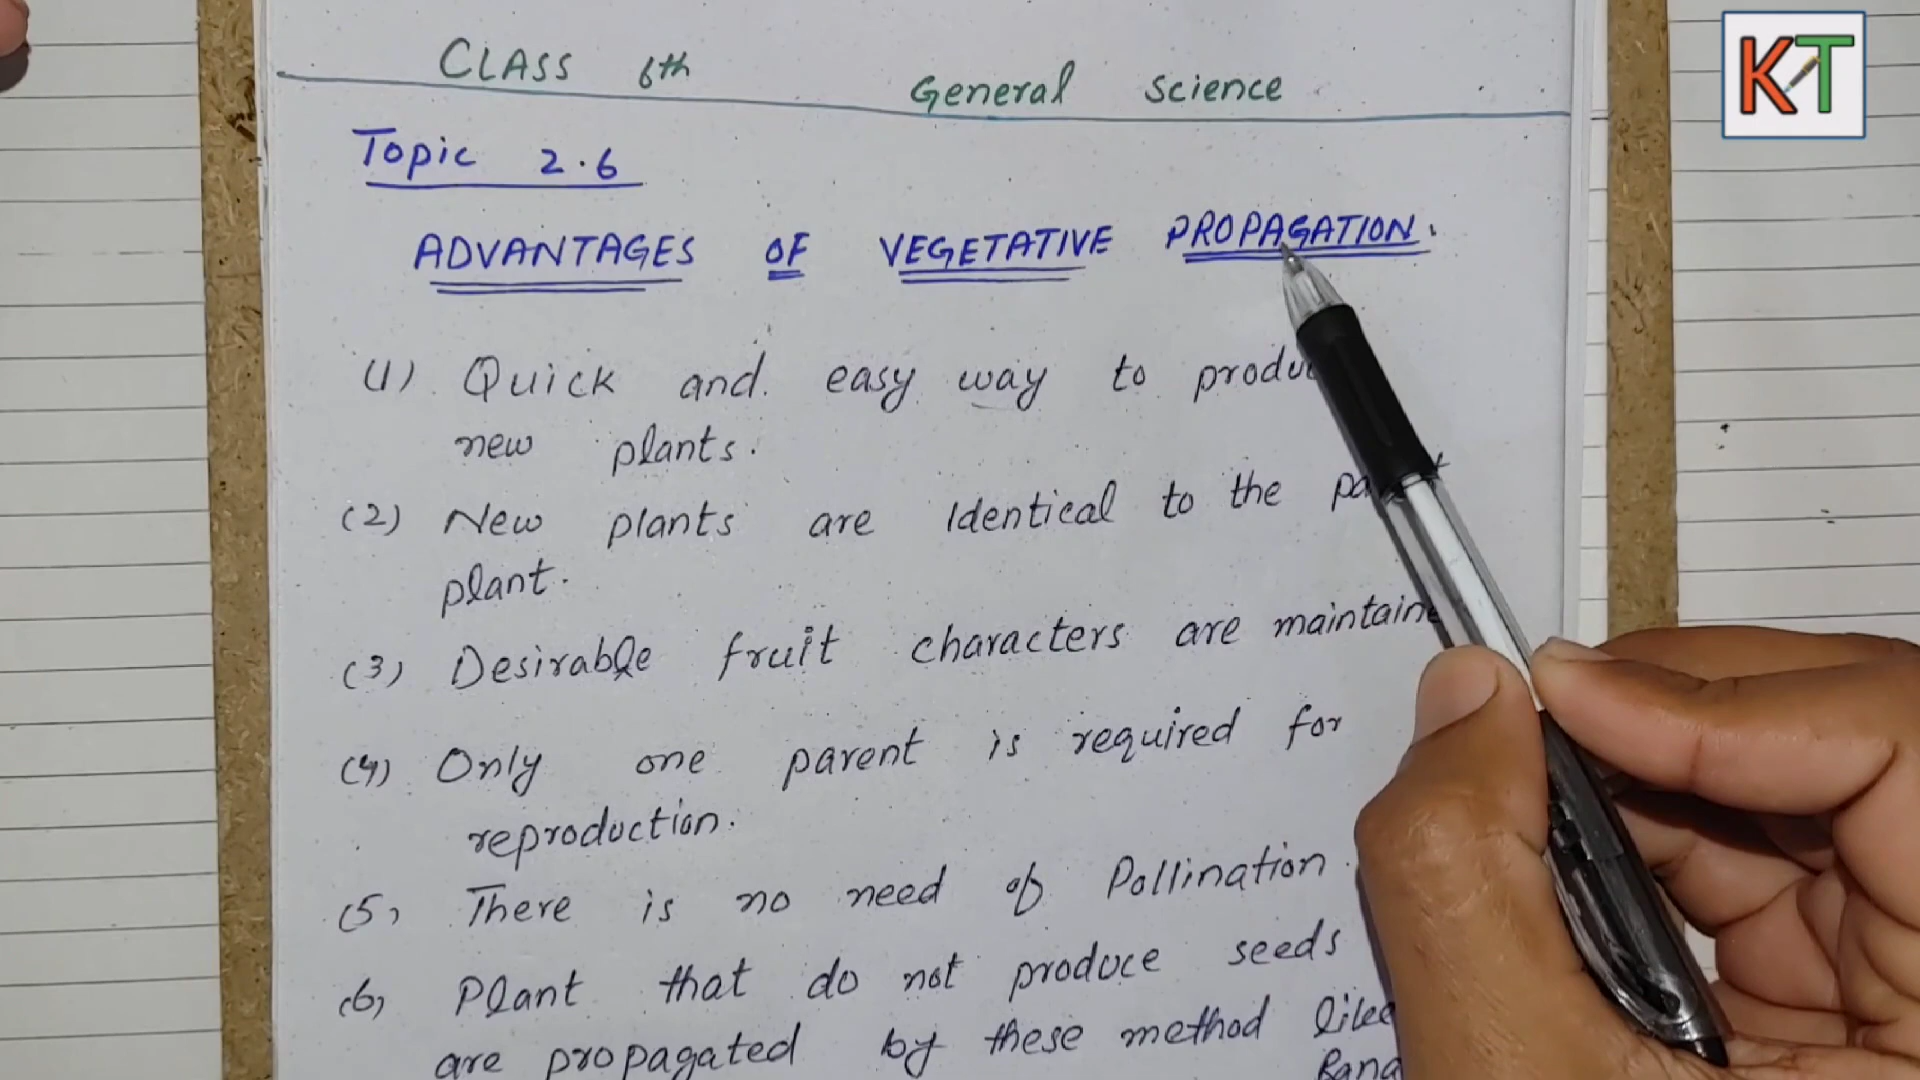 CLASS 6th General Science
KT
Topic 2.6
ADVANTAGES OF VEGETATIVE PROPAGATION.
(1) Quick and. easy way to produ
new plants.
(2) New plants are Identical to the
plant.
(3) Desirable fruit characters are maintaine
(4) Only one parent is required for
reproduction.
(5) There is no need of Pollination
(6) Plant that do not produce seeds
are propagated by these method like
Bana